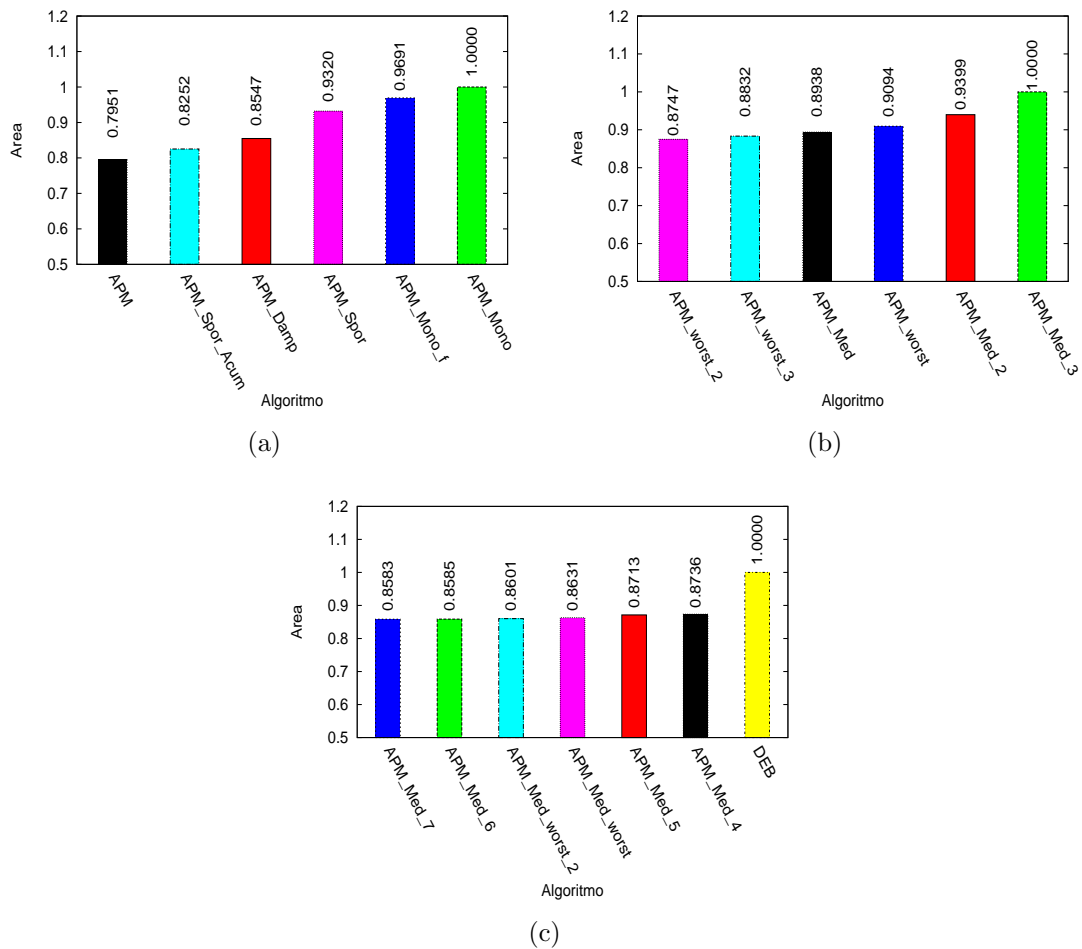 1.2
1.1
1
0.9
0.8
0.7
0.6
0.5
Area
0.7951
0.8252
0.8547
0.9320
0.9691
1.0000
APM
APM_Spor_Acum
APM_Damp
APM_Spor
APM_Mono_f
APM_Mono
Algoritmo
(a)
1.2
1.1
1
0.9
0.8
0.7
0.6
0.5
Area
0.8747
0.8832
0.8938
0.9094
0.9399
1.0000
APM_worst_2
APM_worst_3
APM_Med
APM_worst
APM_Med_2
APM_Med_3
Algoritmo
(b)
1.2
1.1
1
0.9
0.8
0.7
0.6
0.5
Area
0.8583
0.8585
0.8601
0.8631
0.8713
0.8736
1.0000
APM_Med_7
APM_Med_6
APM_Med_worst_2
APM_Med_worst
APM_Med_5
APM_Med_4
DEB
Algoritmo
(c)